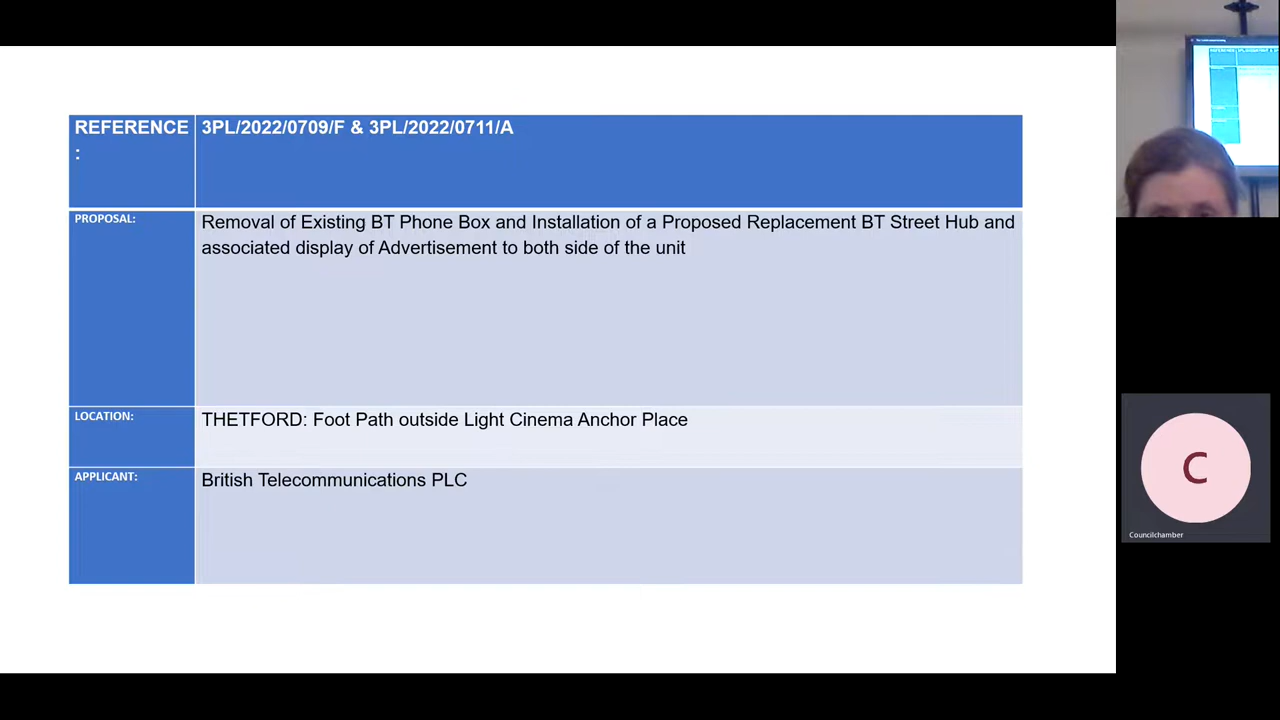 REFERENCE
:
3PL/2022/0709/F & 3PL/2022/0711/A
PROPOSAL:
Removal of Existing BT Phone Box and Installation of a Proposed Replacement BT Street Hub and
associated display of Advertisement to both side of the unit
LOCATION:
THETFORD: Foot Path outside Light Cinema Anchor Place
APPLICANT:
British Telecommunications PLC
C
Councilchamber